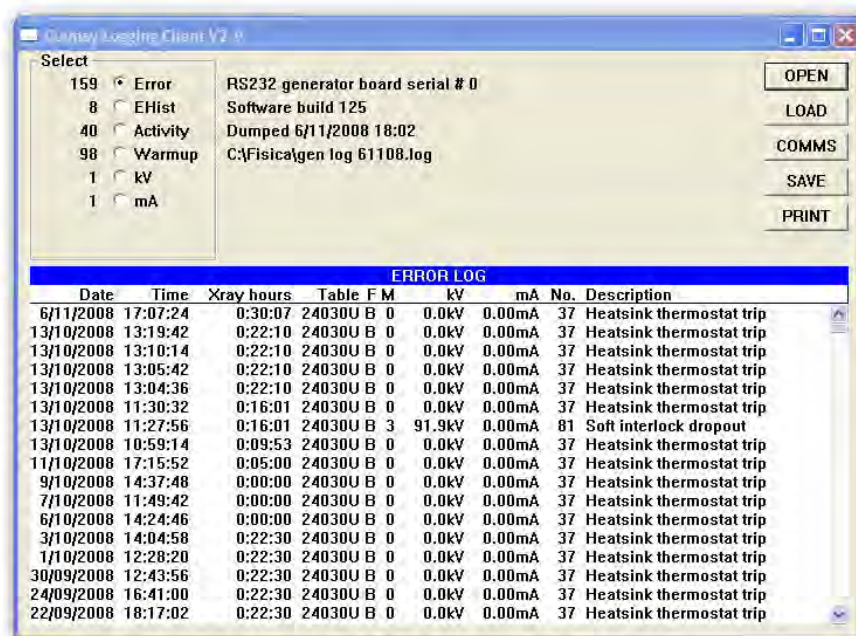 Logging Client V2.
Select
159 Error RS232 generator board serial # 0 OPEN
8 EHist Software build 125 LOAD
40 Activity Dumped 6/11/2008 18:02
98 Warmup C:\Fisica\gen log 61108.log COMMS
1 kV SAVE
1 mA PRINT
ERROR LOG
Date Time Xray hours Table F M kV mA No. Description
6/11/2008 17:07:24 0:30:07 24030U B 0 0.0kV 0.00mA 37 Heatsink thermostat trip
13/10/2008 13:19:42 0:22:10 24030U B 0 0.0kV 0.00mA 37 Heatsink thermostat trip
13/10/2008 13:10:14 0:22:10 24030U B 0 0.0kV 0.00mA 37 Heatsink thermostat trip
13/10/2008 13:05:42 0:22:10 24030U B 0 0.0kV 0.00mA 37 Heatsink thermostat trip
13/10/2008 13:04:36 0:22:10 24030U B 0 0.0kV 0.00mA 37 Heatsink thermostat trip
13/10/2008 11:30:32 0:16:01 24030U B 0 0.0kV 0.00mA 37 Heatsink thermostat trip
13/10/2008 11:27:56 0:16:01 24030U B 3 91.9kV 0.00mA 81 Soft interlock dropout
13/10/2008 10:59:14 0:09:53 24030U B 0 0.0kV 0.00mA 37 Heatsink thermostat trip
11/10/2008 17:15:52 0:05:00 24030U B 0 0.0kV 0.00mA 37 Heatsink thermostat trip
9/10/2008 14:37:48 0:00:00 24030U B 0 0.0kV 0.00mA 37 Heatsink thermostat trip
7/10/2008 11:49:42 0:00:00 24030U B 0 0.0kV 0.00mA 37 Heatsink thermostat trip
6/10/2008 14:24:46 0:00:00 24030U B 0 0.0kV 0.00mA 37 Heatsink thermostat trip
3/10/2008 14:04:58 0:22:30 24030U B 0 0.0kV 0.00mA 37 Heatsink thermostat trip
1/10/2008 12:28:20 0:22:30 24030U B 0 0.0kV 0.00mA 37 Heatsink thermostat trip
30/09/2008 12:43:56 0:22:30 24030U B 0 0.0kV 0.00mA 37 Heatsink thermostat trip
24/09/2008 16:41:00 0:22:30 24030U B 0 0.0kV 0.00mA 37 Heatsink thermostat trip
22/09/2008 18:17:02 0:22:30 24030U B 0 0.0kV 0.00mA 37 Heatsink thermostat trip